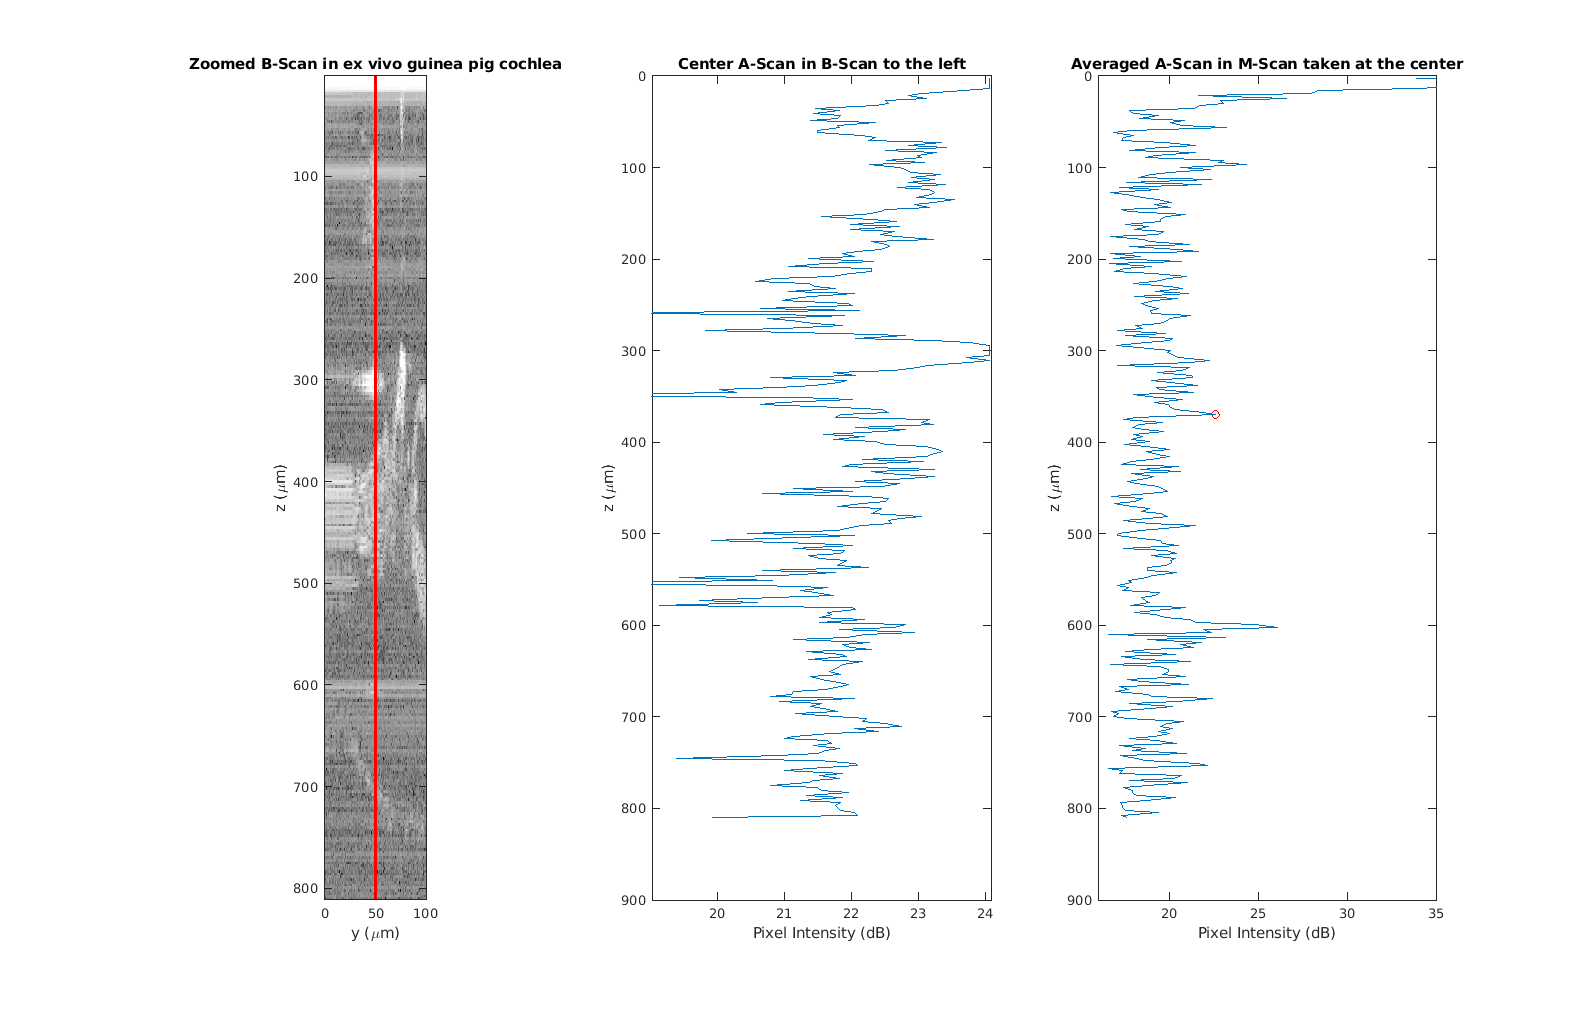 Zoomed B-Scan in ex vivo guinea pig cochlea
100
200
300
400
500
600
700
800
0 50 100
z (μm)
y (μm)
Center A-Scan in B-Scan to the left
0
100
200
300
400
500
600
700
800
900
20 21 22 23 24
z (μm)
Pixel Intensity (dB)
Averaged A-Scan in M-Scan taken at the center
0
100
200
300
400
500
600
700
800
900
20 25 30 35
z (μm)
Pixel Intensity (dB)